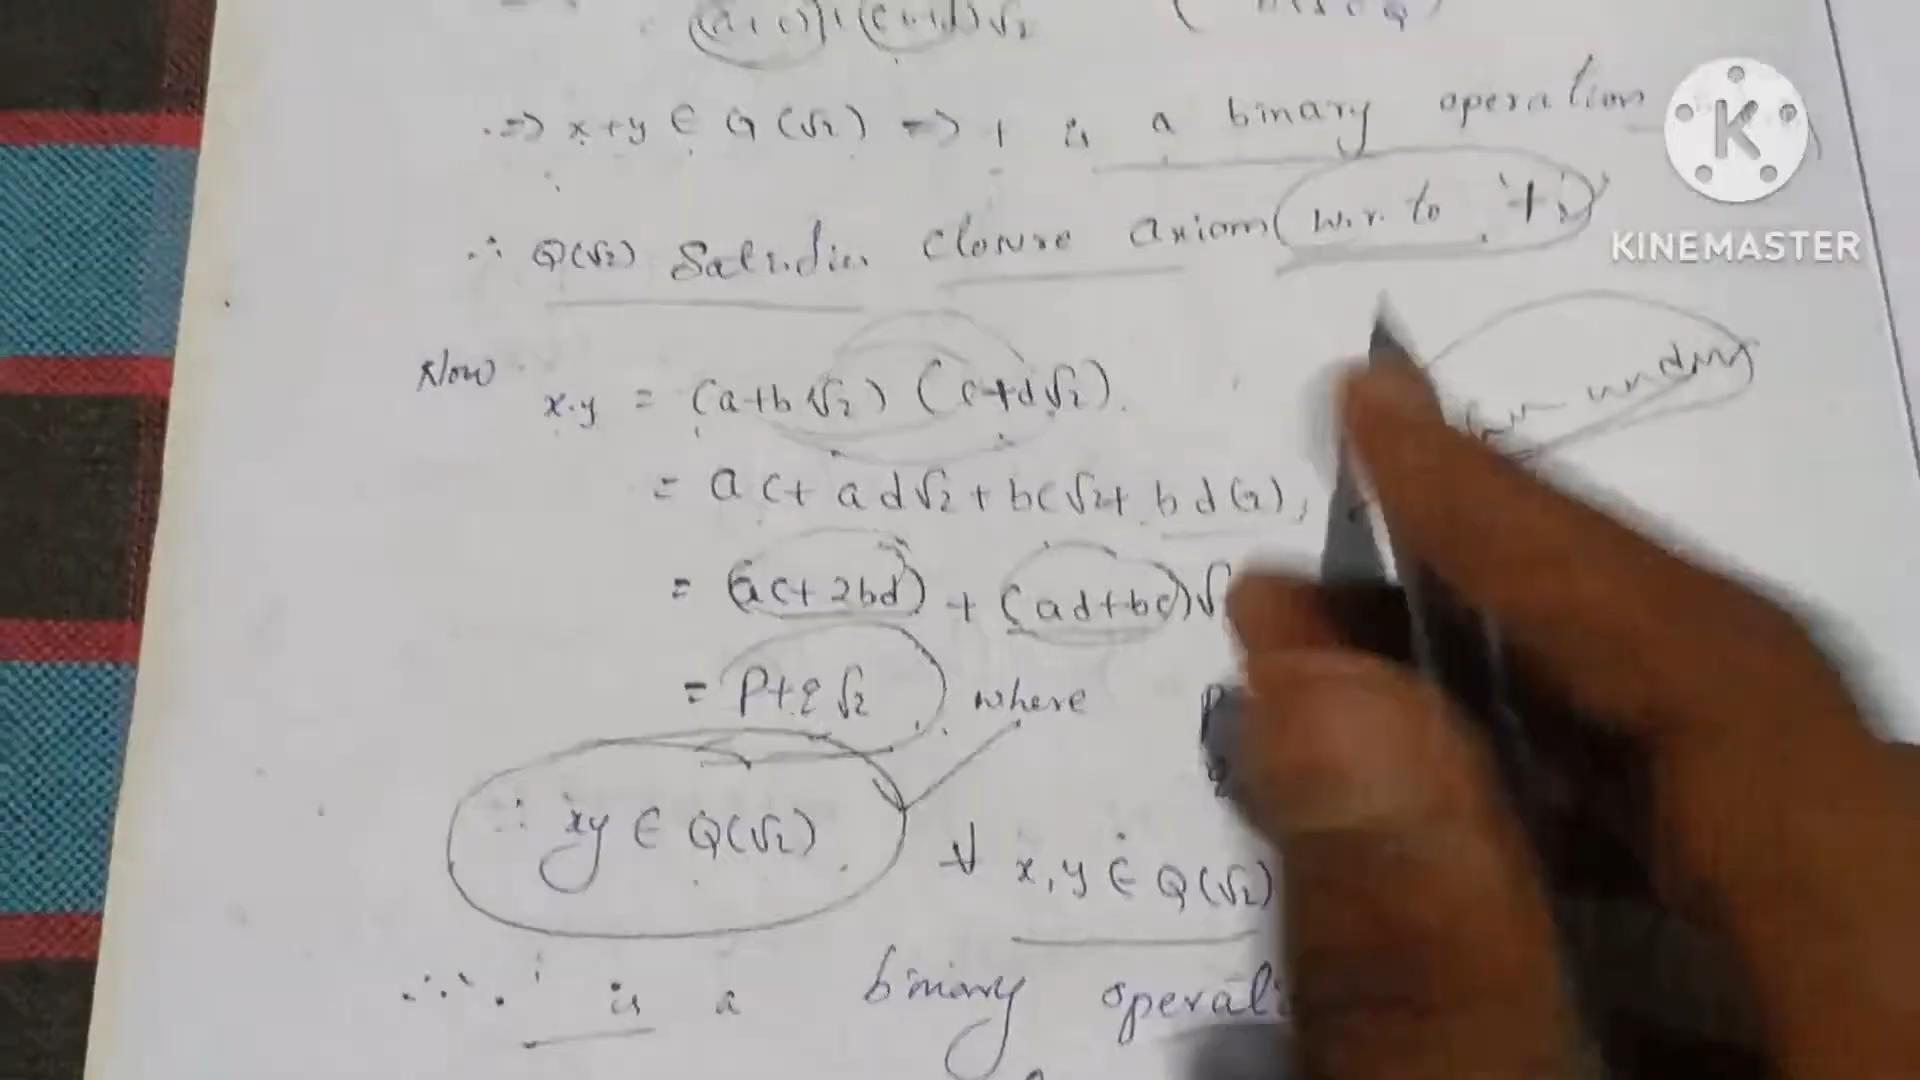 (a+c)+(b+d)√2
⇒ x+y ∈ Q(√2) ⇒ + is a binary operation
∴ Q(√2) Satisfies closure axiom (w.r. to '+')
KINEMASTER
Now x.y = (a+b√2) (c+d√2).
= ac+ad√2+bc√2+bd(2),
= (ac+2bd) + (ad+bc)√
= p+q√2, where p
∴ xy ∈ Q(√2) ∀ x,y ∈ Q(√2)
∴ '.' is a binary operati